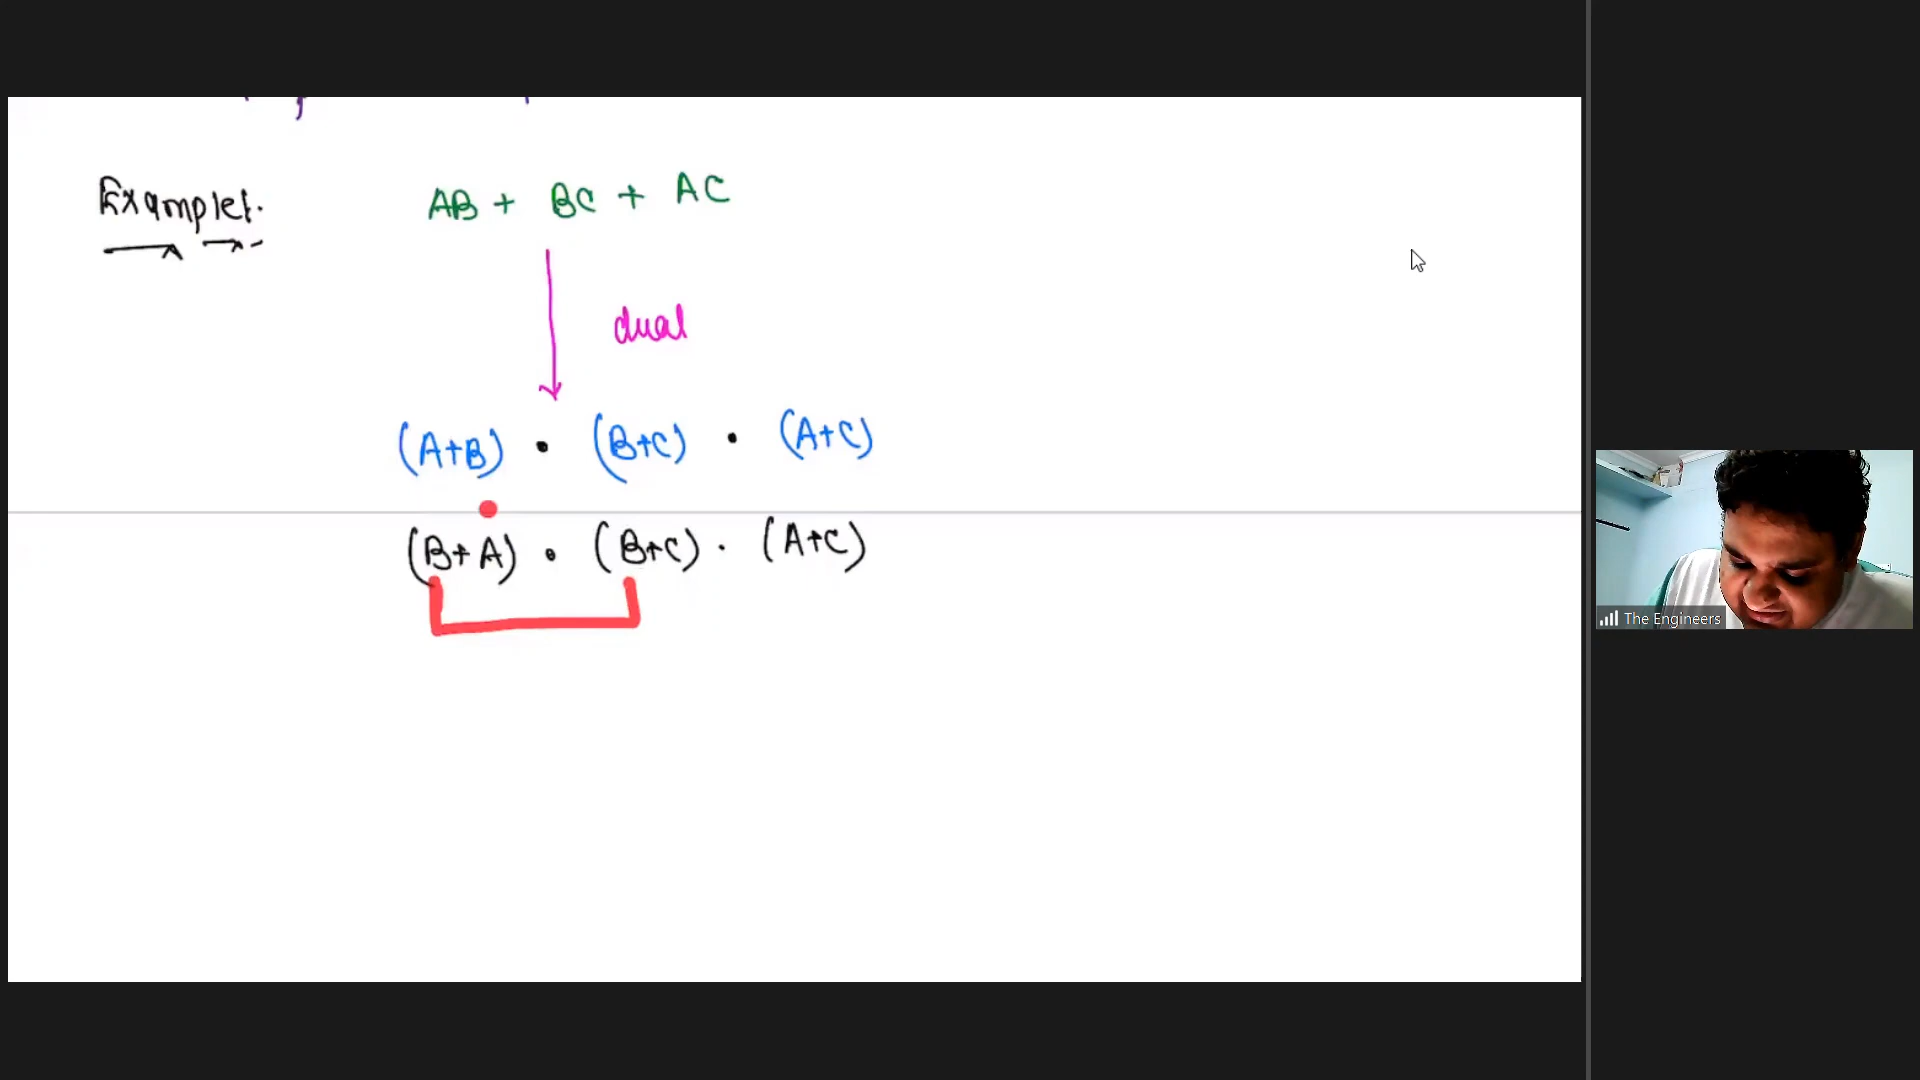 Example:-
AB + BC + AC
dual
(A+B) • (B+C) • (A+C)
(B+A) • (B+C) . (A+C)
The Engineers